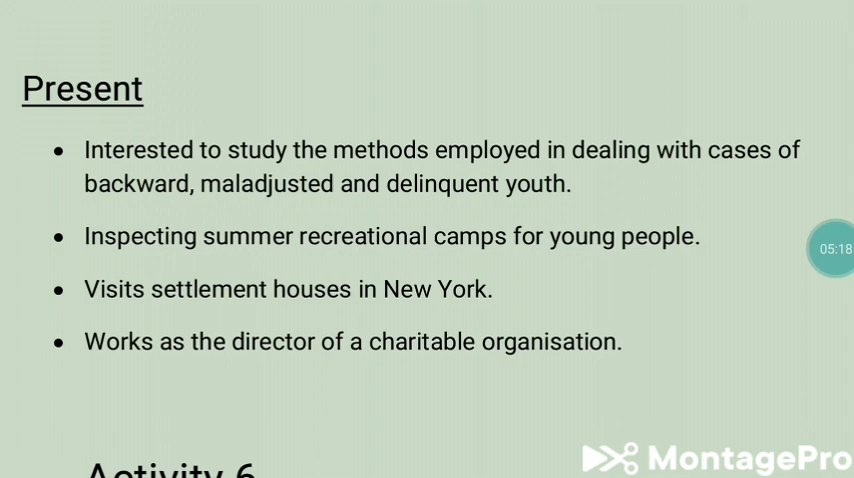 Present
• Interested to study the methods employed in dealing with cases of
backward, maladjusted and delinquent youth.
• Inspecting summer recreational camps for young people.
05:18
• Visits settlement houses in New York.
• Works as the director of a charitable organisation.
Activity 6
MontagePro